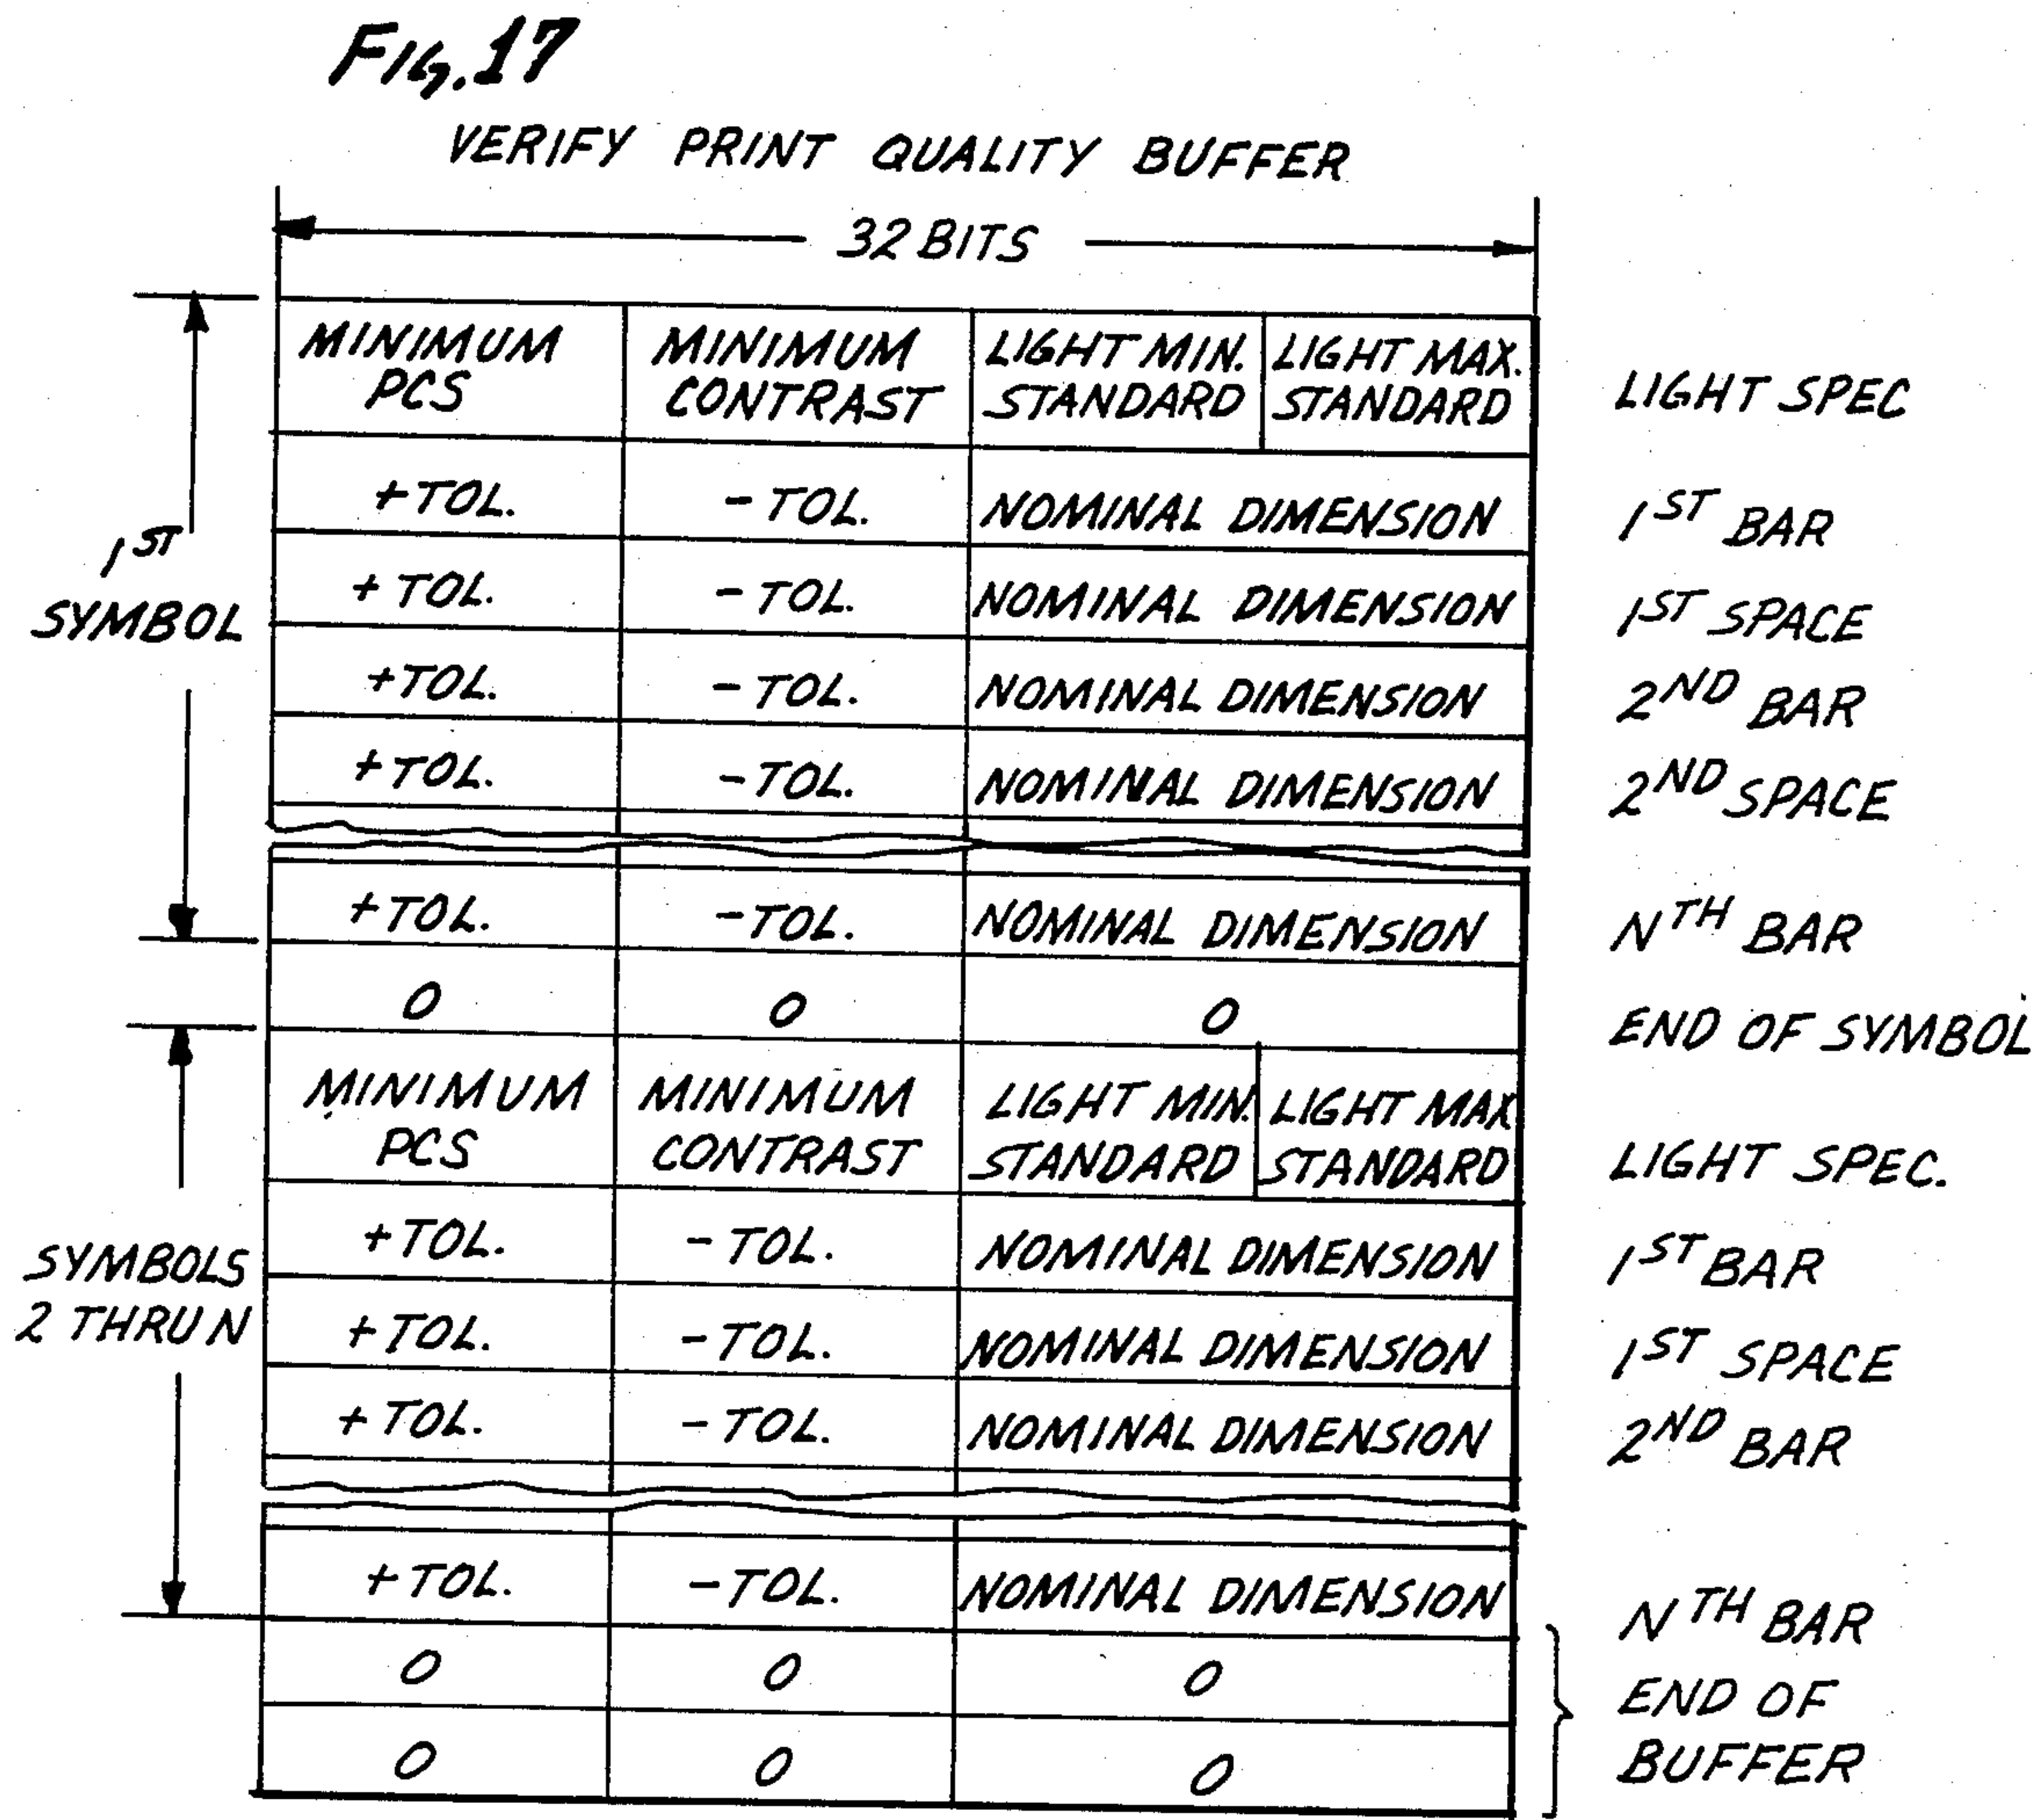 FIG. 17
VERIFY PRINT QUALITY BUFFER
32 BITS
MINIMUM PCS MINIMUM CONTRAST LIGHT MIN. STANDARD LIGHT MAX. STANDARD LIGHT SPEC
+TOL. -TOL. NOMINAL DIMENSION 1ST BAR
1ST SYMBOL
+TOL. -TOL. NOMINAL DIMENSION 1ST SPACE
+TOL. -TOL. NOMINAL DIMENSION 2ND BAR
+TOL. -TOL. NOMINAL DIMENSION 2ND SPACE
+TOL. -TOL. NOMINAL DIMENSION NTH BAR
0 0 0 END OF SYMBOL
MINIMUM PCS MINIMUM CONTRAST LIGHT MIN. STANDARD LIGHT MAX STANDARD LIGHT SPEC.
+TOL. -TOL. NOMINAL DIMENSION 1ST BAR
SYMBOLS 2 THRU N
+TOL. -TOL. NOMINAL DIMENSION 1ST SPACE
+TOL. -TOL. NOMINAL DIMENSION 2ND BAR
+TOL. -TOL. NOMINAL DIMENSION NTH BAR
0 0 0 END OF
0 0 0 BUFFER